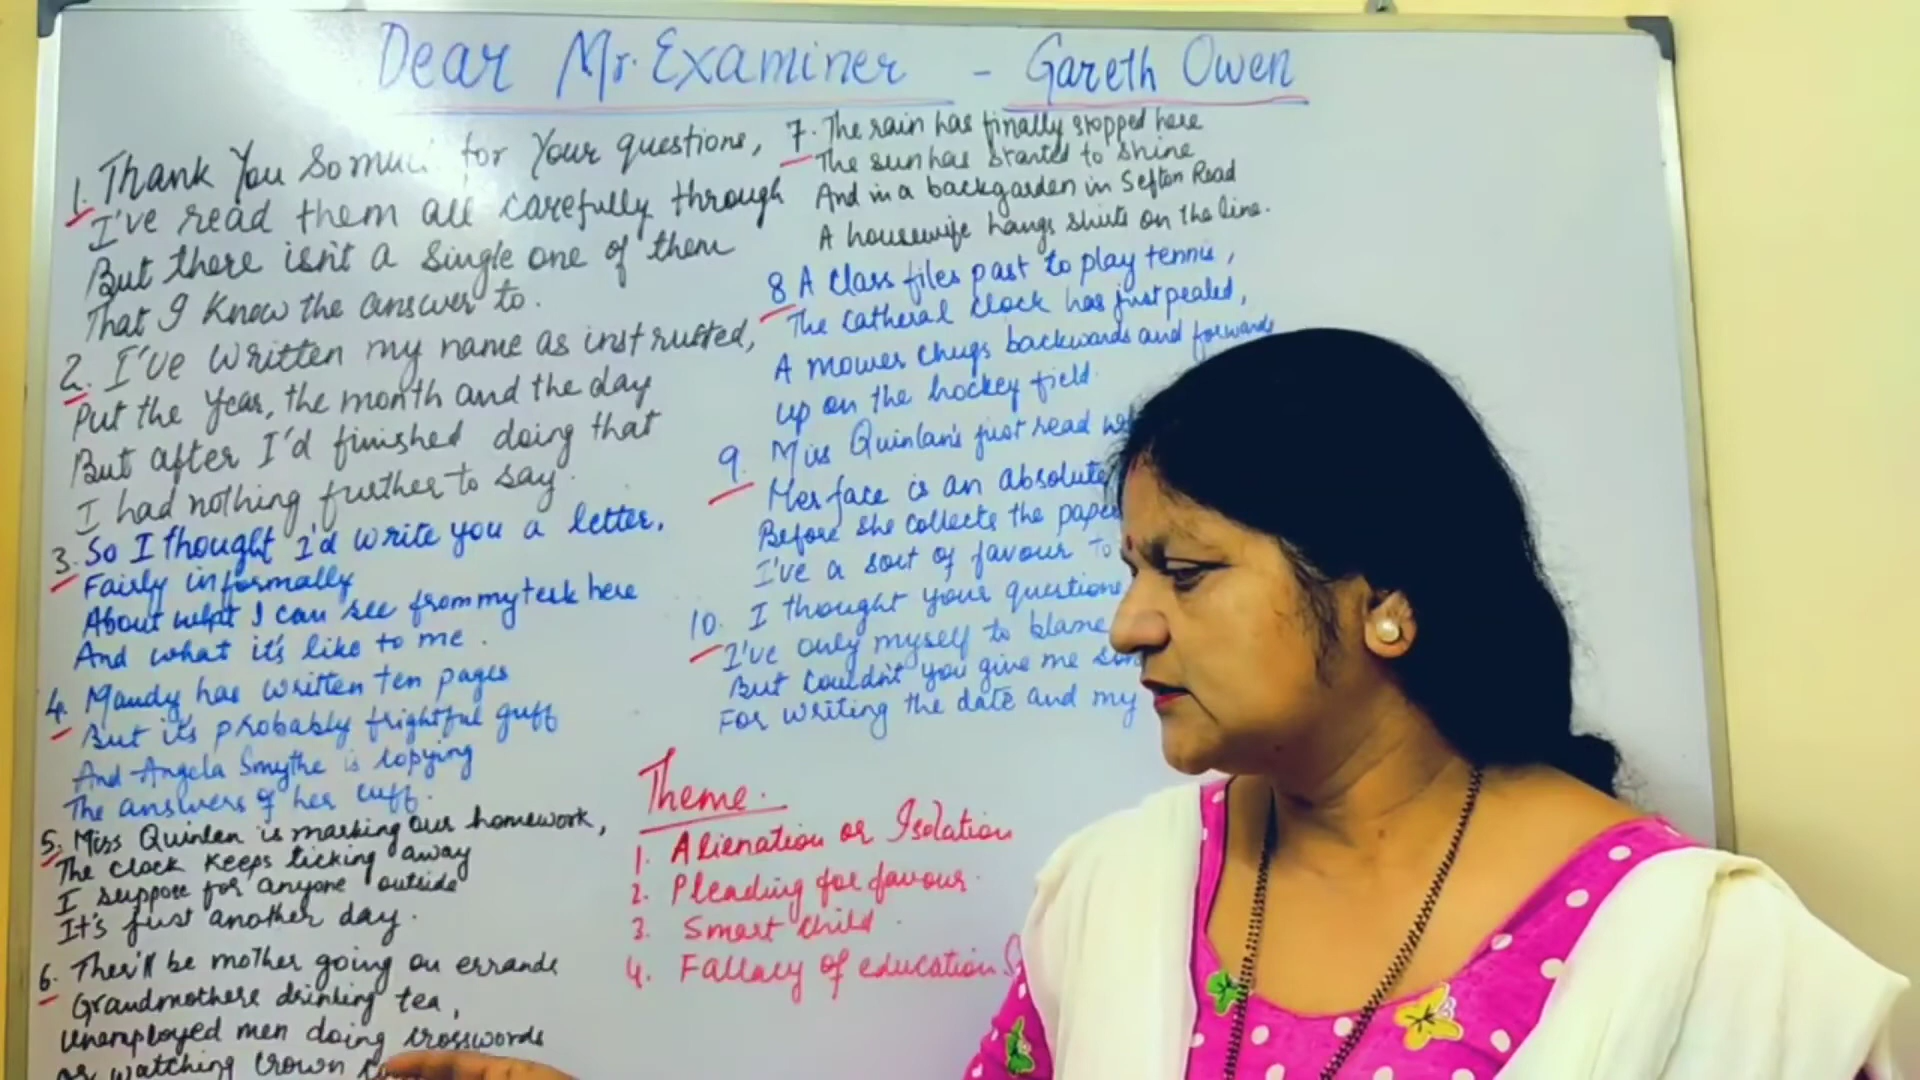 Dear Mr. Examiner - Gareth Owen
1. Thank You So muc for Your questions,
I've read them all carefully through
But there isn't a single one of them
That I know the answer to.
2. I've written my name as instructed,
Put the year, the month and the day
But after I'd finished doing that
I had nothing further to say.
3. So I thought I'd write you a letter,
Fairly informally
About what I can see from my tesk here
And what it's like to me.
4. Mandy has written ten pages
But it's probably frightful guff
And Angela Smythe is copying
The answers of her cuff.
5. Miss Quinlen is marking our homework,
The clock keeps ticking away
I suppose for anyone outside
It's just another day.
6. Ther'll be mother going on errands
Grandmothers drinking tea,
Unemployed men doing crosswords
or watching Crown
7. The rain has finally stopped here
The sun has started to shine
And in a backgarden in Sefton Road
A housewife hangs shirts on the line.
8 A class files past to play tennis,
The catheral clock has just pealed,
A mower chugs backwards and forwards
up on the hockey field.
9. Miss Quinlan's just read
Her face is an absolute
Before she collects the pape
I've a sort of favour to
10. I thought your questions
I've only myself to blame
But couldn't you give me som
For writing the date and my
Theme.
1. Alienation or Isolation
2. Pleading for favour.
3. Smart child.
4. Fallacy of education